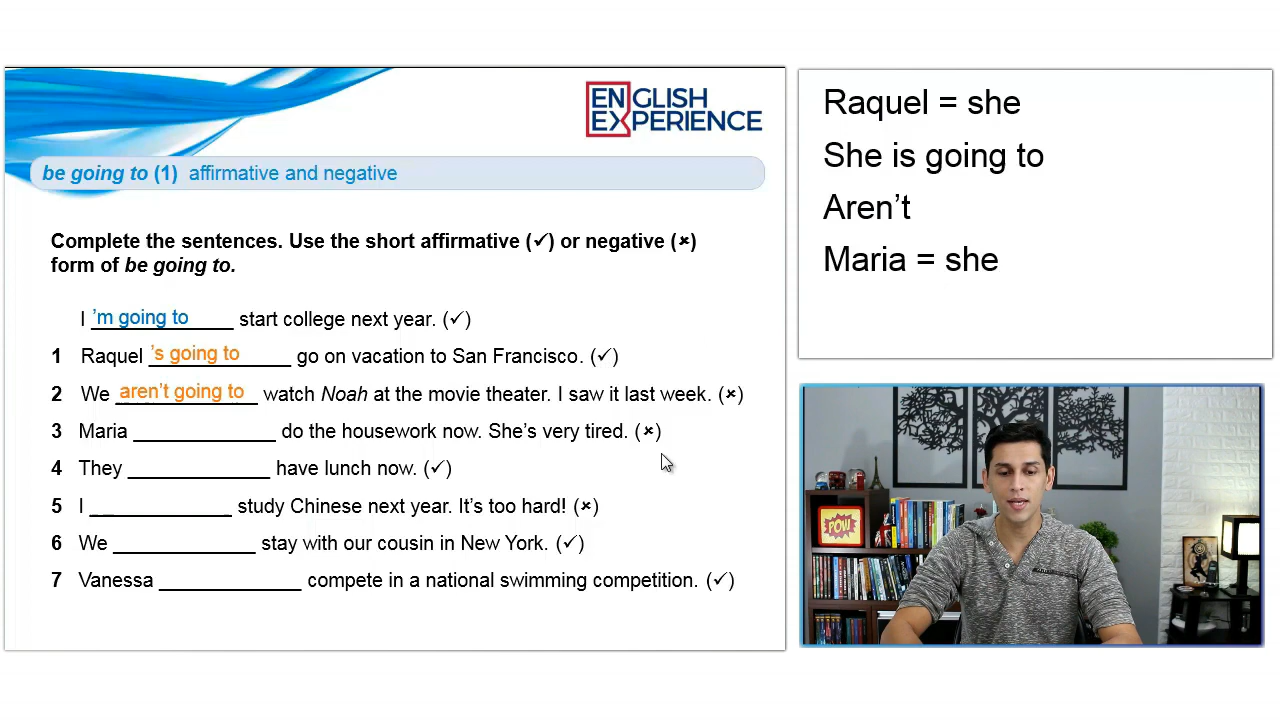 ENGLISH
EXPERIENCE
be going to (1) affirmative and negative
Complete the sentences. Use the short affirmative (✓) or negative (×)
form of be going to.
I 'm going to start college next year. (✓)
1 Raquel 's going to go on vacation to San Francisco. (✓)
2 We aren't going to watch Noah at the movie theater. I saw it last week. (×)
3 Maria _____________ do the housework now. She's very tired. (×)
4 They _____________ have lunch now. (✓)
5 I _____________ study Chinese next year. It's too hard! (×)
6 We _____________ stay with our cousin in New York. (✓)
7 Vanessa _____________ compete in a national swimming competition. (✓)
Raquel = she
She is going to
Aren't
Maria = she
POW